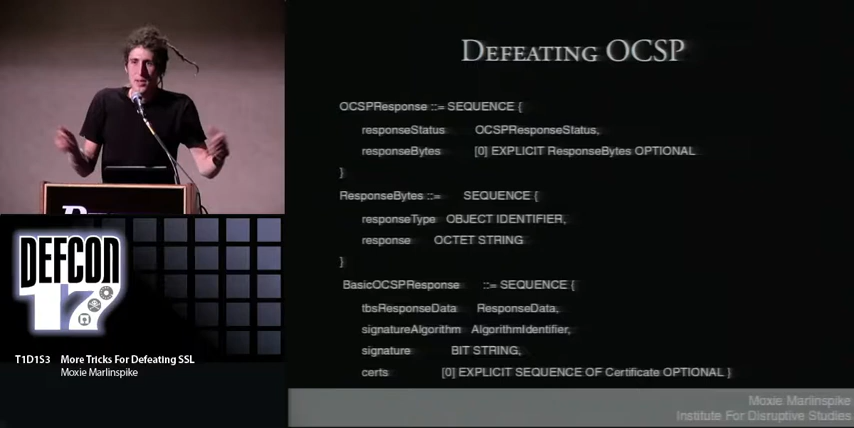 DEFEATING OCSP
OCSPResponse ::= SEQUENCE {
responseStatus OCSPResponseStatus,
responseBytes [0] EXPLICIT ResponseBytes OPTIONAL
}
ResponseBytes ::= SEQUENCE {
responseType OBJECT IDENTIFIER,
response OCTET STRING
}
BasicOCSPResponse ::= SEQUENCE {
tbsResponseData ResponseData,
signatureAlgorithm AlgorithmIdentifier,
signature BIT STRING,
certs [0] EXPLICIT SEQUENCE OF Certificate OPTIONAL }
Moxie Marlinspike
Institute For Disruptive Studies
DEFCON
17
T1D1S3 More Tricks For Defeating SSL
Moxie Marlinspike